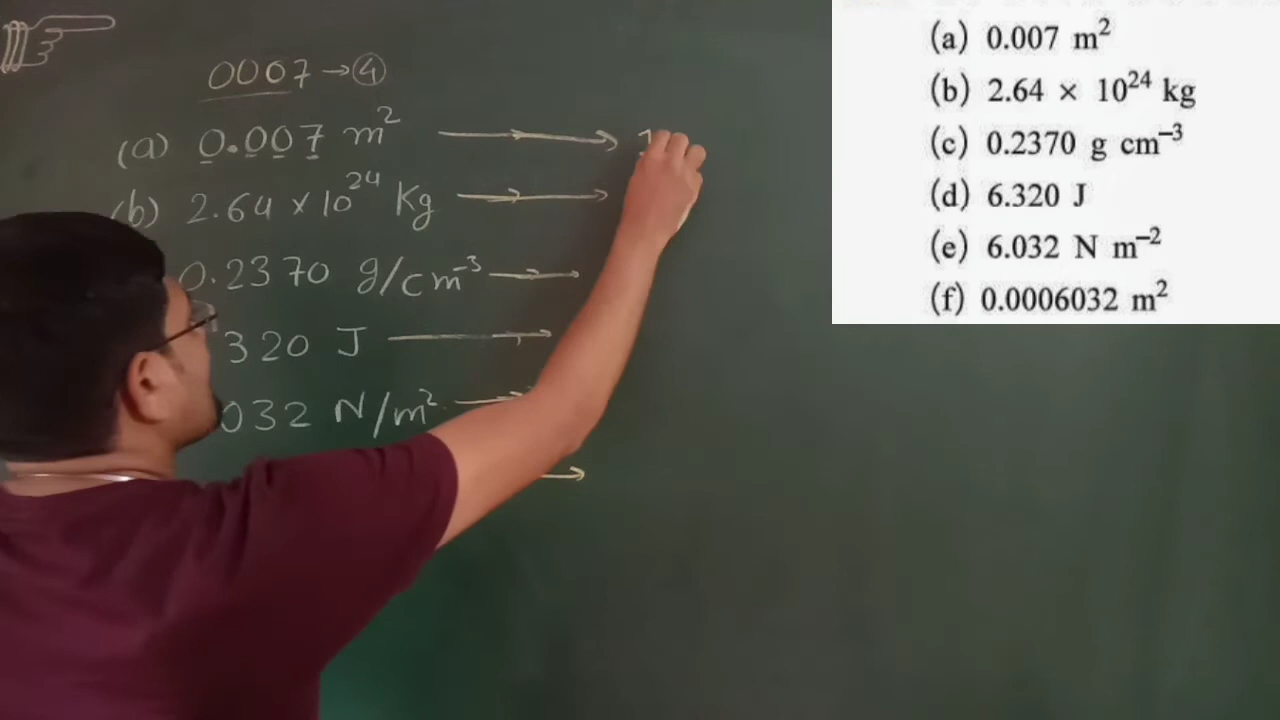 0007 → 4
(a) 0.007 m²
(b) 2.64 × 10²⁴ Kg
0.2370 g/cm⁻³
320 J
032 N/m²
(a) 0.007 m²
(b) 2.64 × 10²⁴ kg
(c) 0.2370 g cm⁻³
(d) 6.320 J
(e) 6.032 N m⁻²
(f) 0.0006032 m²